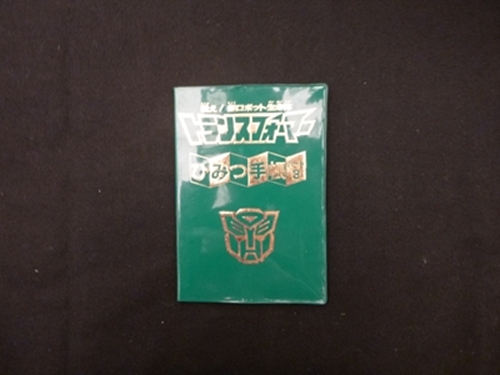 戦え!超ロボット生命体
トランスフォーマー
ひみつ手帳